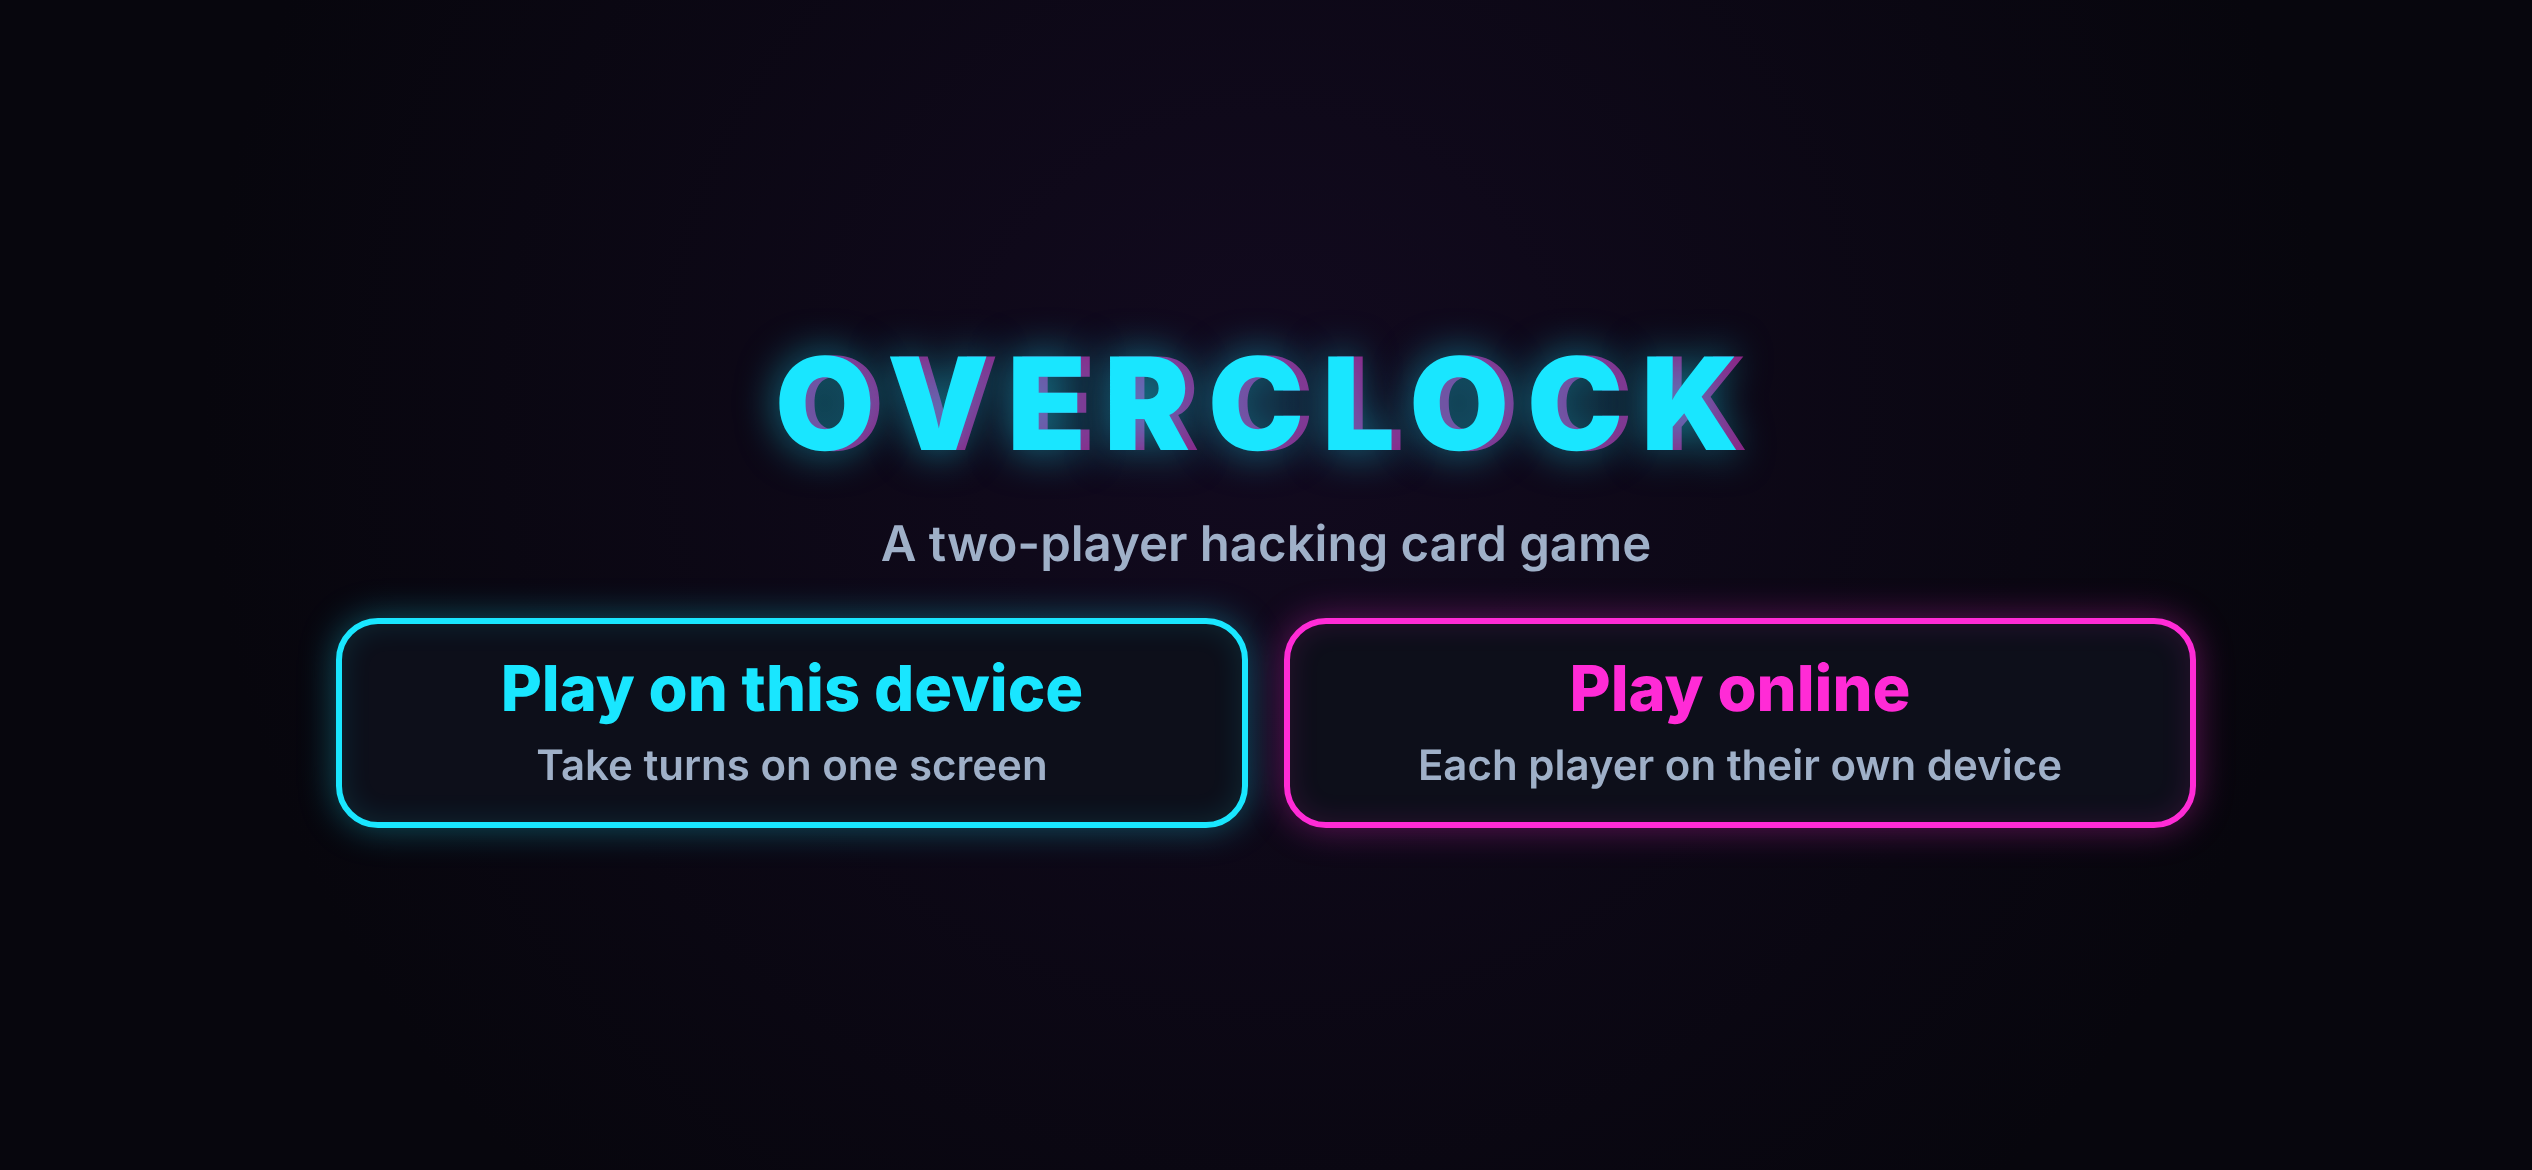 OVERCLOCK
A two-player hacking card game
Play on this device
Take turns on one screen
Play online
Each player on their own device